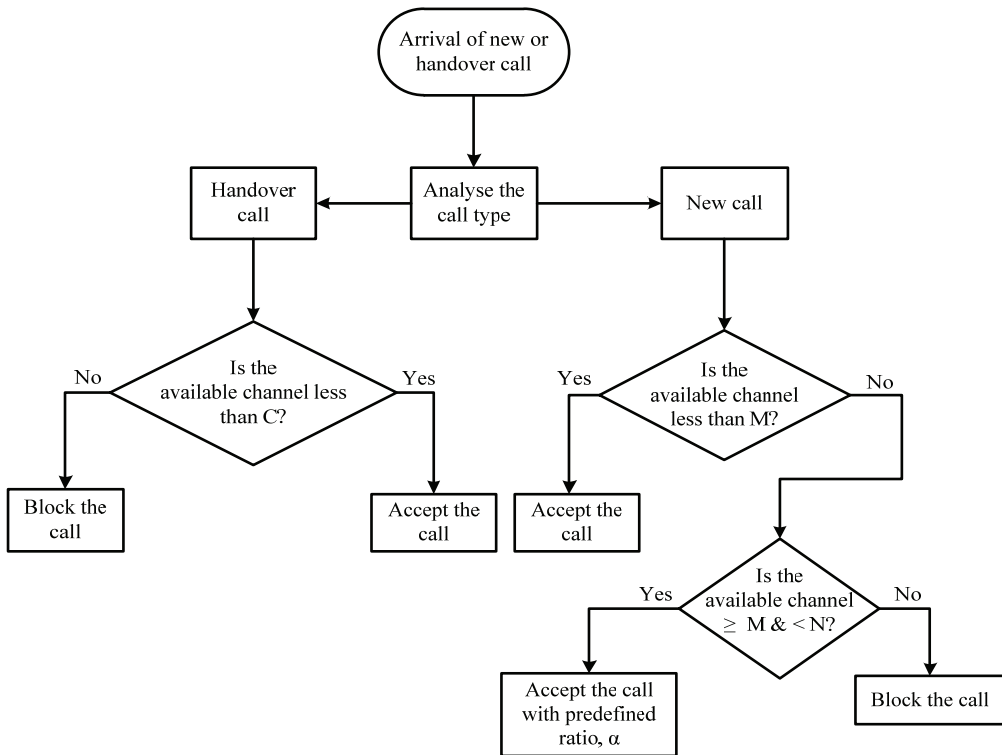 Arrival of new or
handover call
Handover
call
Analyse the
call type
New call
Is the
available channel less
than C?
No
Yes
Is the
available channel
less than M?
Yes
No
Block the
call
Accept the
call
Accept the
call
Is the
available channel
≥ M & < N?
Yes
No
Accept the call
with predefined
ratio, α
Block the call